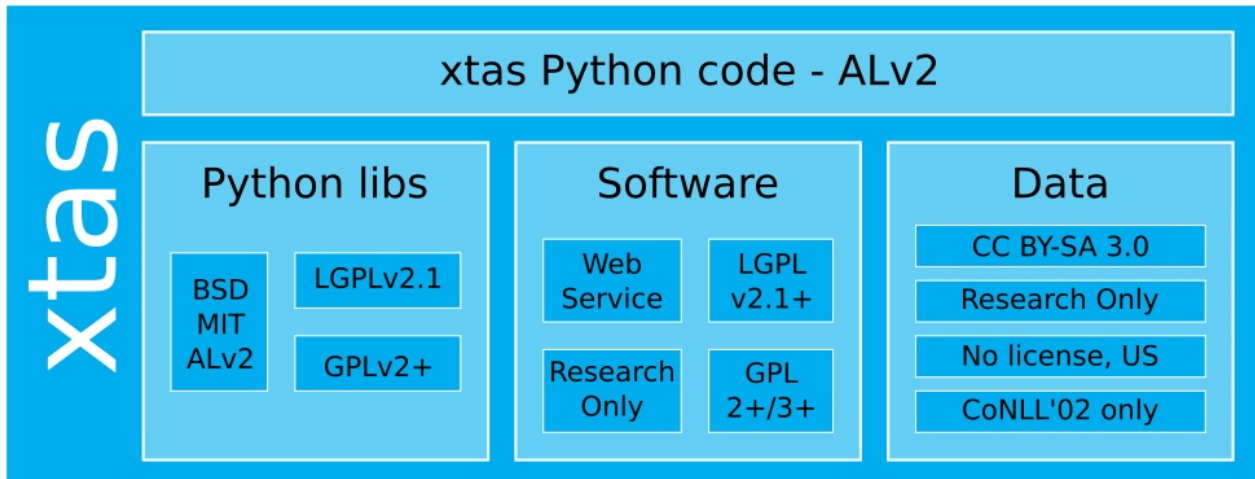 xtas
xtas Python code - ALv2
Python libs
BSD
MIT
ALv2
LGPLv2.1
GPLv2+
Software
Web
Service
LGPL
v2.1+
Research
Only
GPL
2+/3+
Data
CC BY-SA 3.0
Research Only
No license, US
CoNLL'02 only